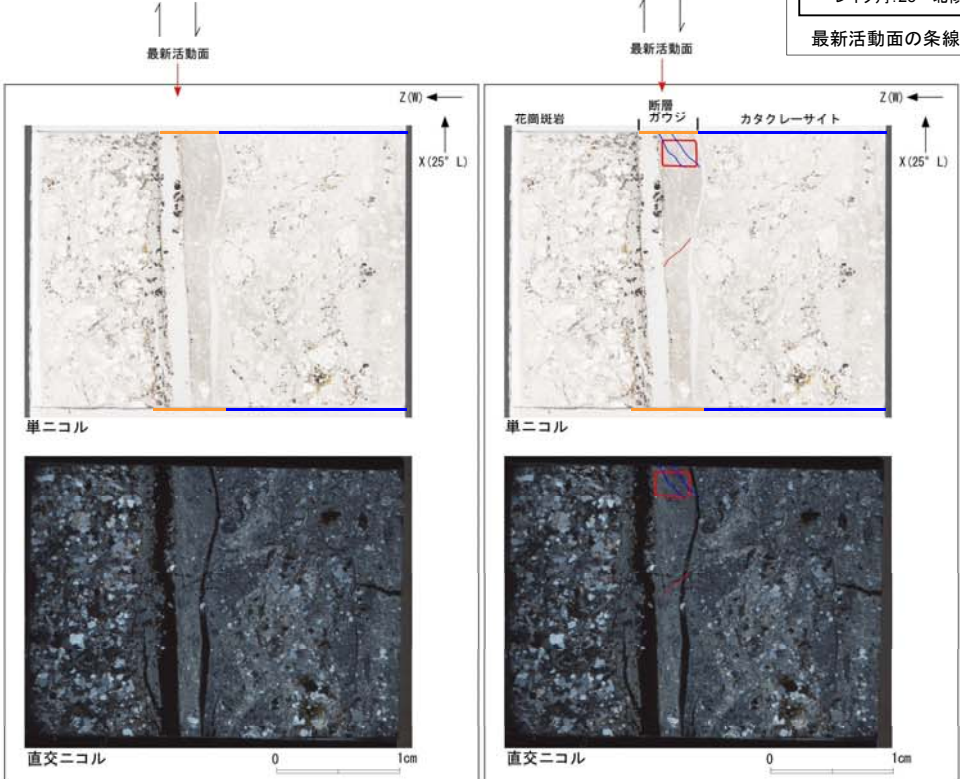 最新活動面の条線
最新活動面
最新活動面
Z(W)
X(25° L)
単ニコル
直交ニコル
0 1cm
花崗斑岩
断層
ガウジ
カタクレーサイト
Z(W)
X(25° L)
単ニコル
直交ニコル
0 1cm